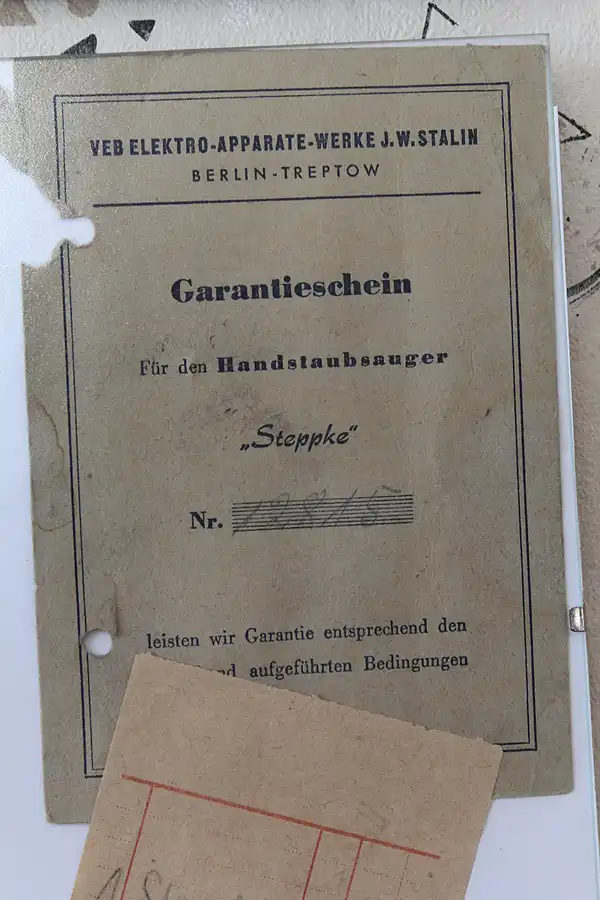 VEB ELEKTRO-APPARATE-WERKE J.W. STALIN
BERLIN-TREPTOW
Garantieschein
Für den Handstaubsauger
„Steppke“
Nr. 12815
leisten wir Garantie entsprechend den
aufgeführten Bedingungen